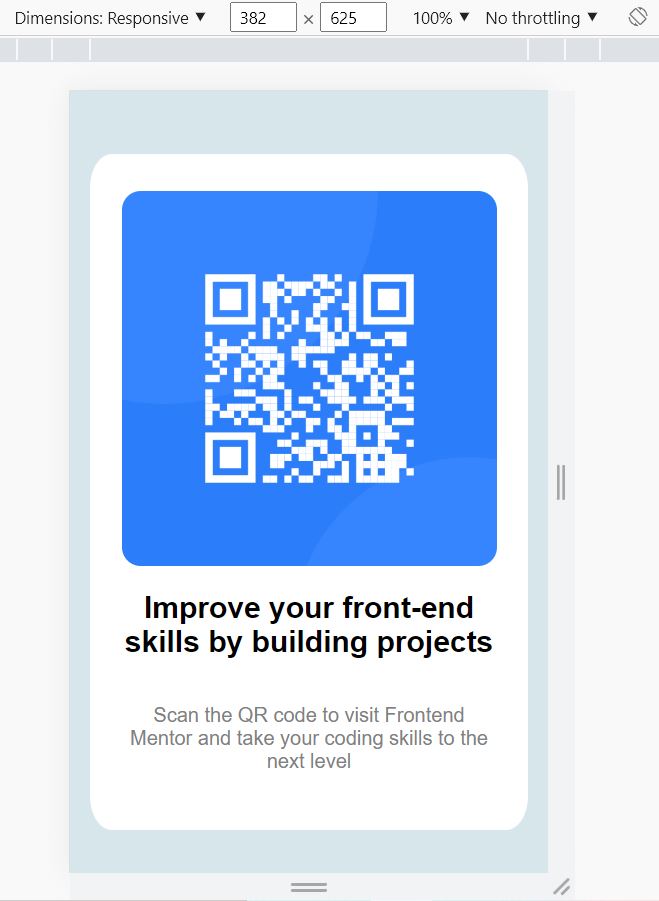 Dimensions: Responsive ▼ 382 × 625 100% ▼ No throttling ▼
Improve your front-end
skills by building projects
Scan the QR code to visit Frontend
Mentor and take your coding skills to the
next level